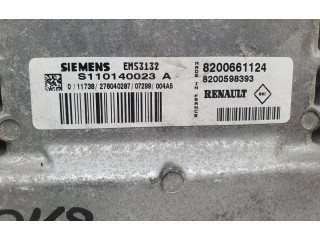 SIEMENS EMS3132
S110140023 A
0/11738/276040287/07299/004A5
8200661124
8200598393
RENAULT